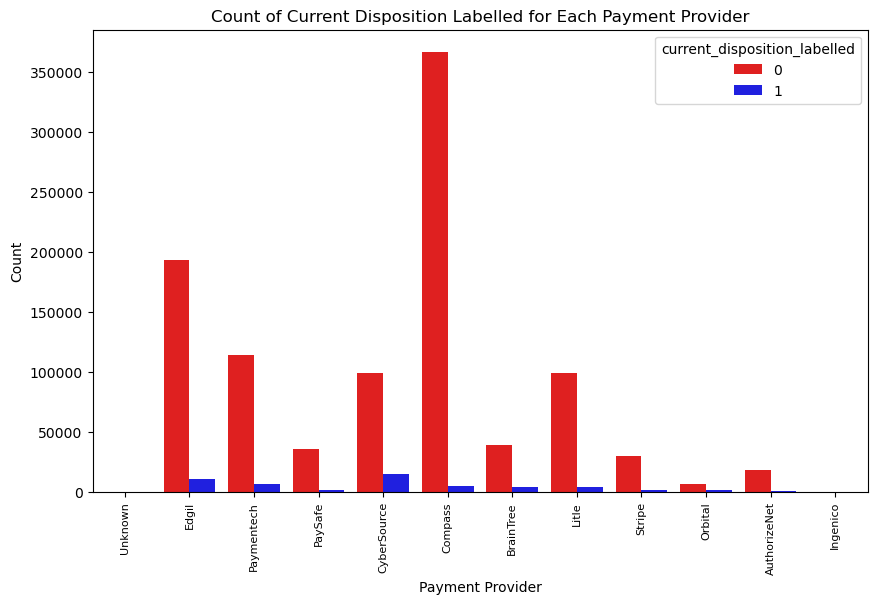 Count of Current Disposition Labelled for Each Payment Provider
current_disposition_labelled
0
1
350000
300000
250000
200000
150000
100000
50000
0
Count
Unknown
Edgil
Paymentech
PaySafe
CyberSource
Compass
BrainTree
Litle
Stripe
Orbital
AuthorizeNet
Ingenico
Payment Provider